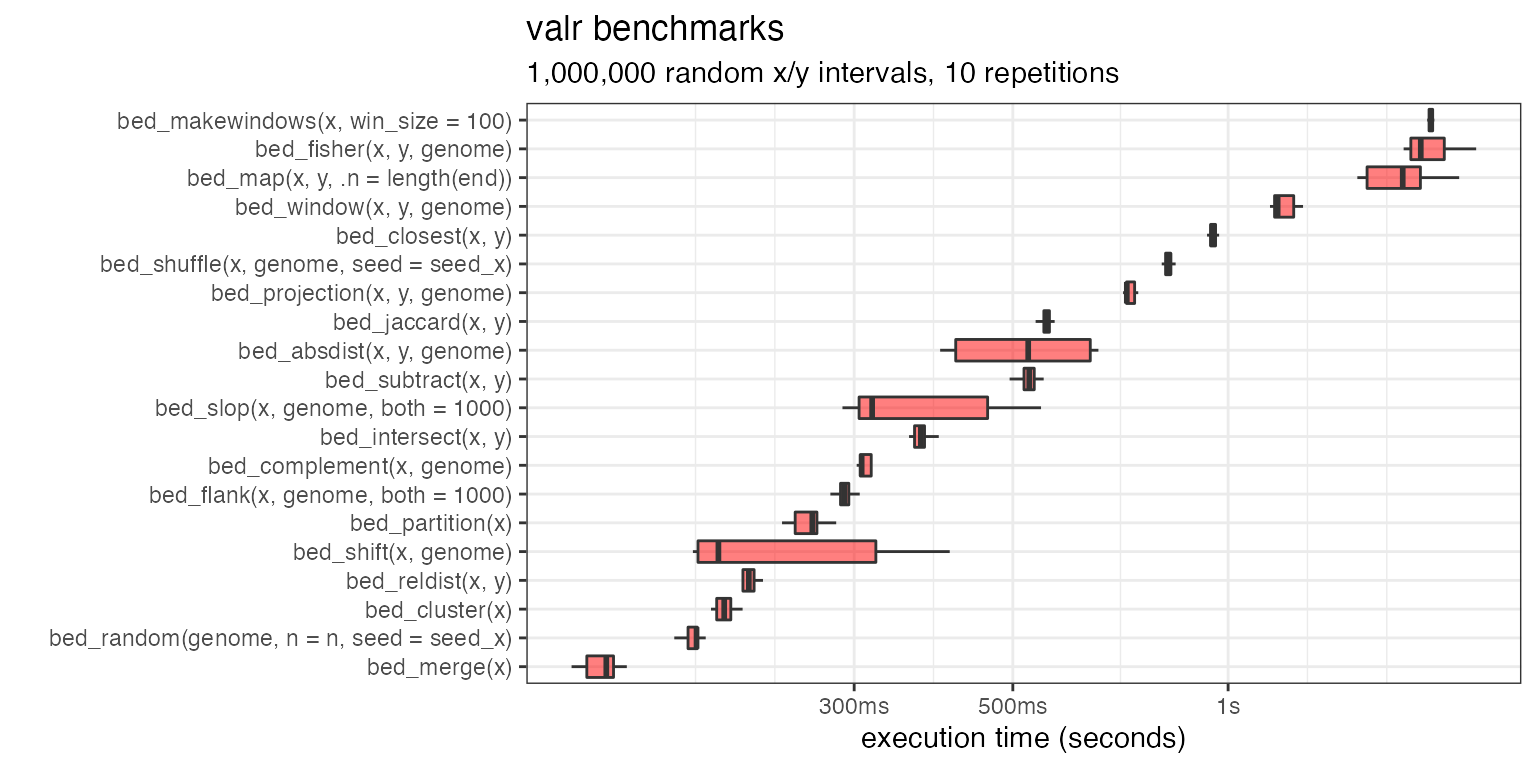 valr benchmarks
1,000,000 random x/y intervals, 10 repetitions
bed_makewindows(x, win_size = 100)
bed_fisher(x, y, genome)
bed_map(x, y, .n = length(end))
bed_window(x, y, genome)
bed_closest(x, y)
bed_shuffle(x, genome, seed = seed_x)
bed_projection(x, y, genome)
bed_jaccard(x, y)
bed_absdist(x, y, genome)
bed_subtract(x, y)
bed_slop(x, genome, both = 1000)
bed_intersect(x, y)
bed_complement(x, genome)
bed_flank(x, genome, both = 1000)
bed_partition(x)
bed_shift(x, genome)
bed_reldist(x, y)
bed_cluster(x)
bed_random(genome, n = n, seed = seed_x)
bed_merge(x)
300ms 500ms 1s
execution time (seconds)